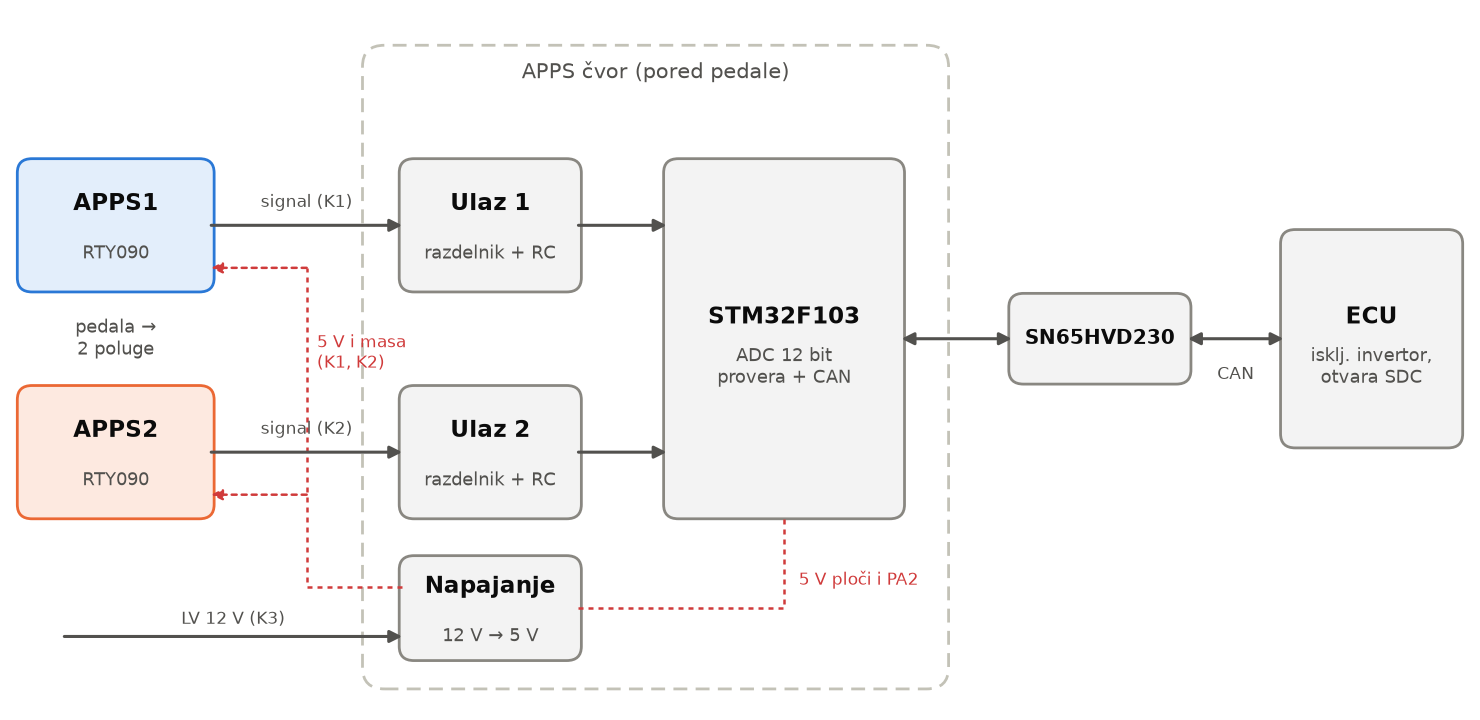 APPS čvor (pored pedale)
APPS1
RTY090
signal (K1)
Ulaz 1
razdelnik + RC
pedala →
2 poluge
5 V i masa
(K1, K2)
STM32F103
ADC 12 bit
provera + CAN
SN65HVD230
CAN
ECU
isklj. invertor,
otvara SDC
APPS2
RTY090
signal (K2)
Ulaz 2
razdelnik + RC
Napajanje
12 V → 5 V
5 V ploči i PA2
LV 12 V (K3)